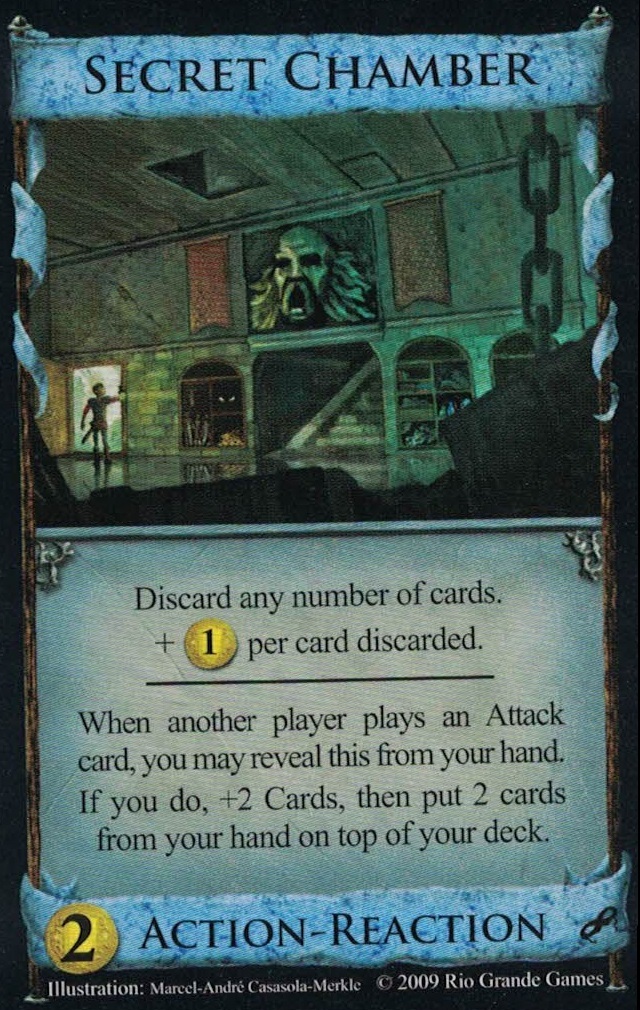 SECRET CHAMBER
Discard any number of cards.
+ 1 per card discarded.
When another player plays an Attack
card, you may reveal this from your hand.
If you do, +2 Cards, then put 2 cards
from your hand on top of your deck.
2 ACTION-REACTION
Illustration: Marcel-André Casasola-Merkle © 2009 Rio Grande Games